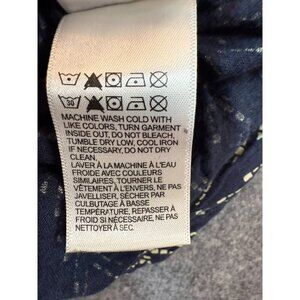 30
MACHINE WASH COLD WITH
LIKE COLORS, TURN GARMENT
INSIDE OUT, DO NOT BLEACH,
TUMBLE DRY LOW, COOL IRON
IF NECESSARY, DO NOT DRY
CLEAN.
LAVER À LA MACHINE À L'EAU
FROIDE AVEC COULEURS
SIMILAIRES, TOURNER LE
VÊTEMENT À L'ENVERS, NE PAS
JAVELLISER, SÉCHER PAR
CULBUTAGE À BASSE
TEMPÉRATURE, REPASSER À
FROID SI NÉCESSAIRE, NE PAS
NETTOYER À SEC.